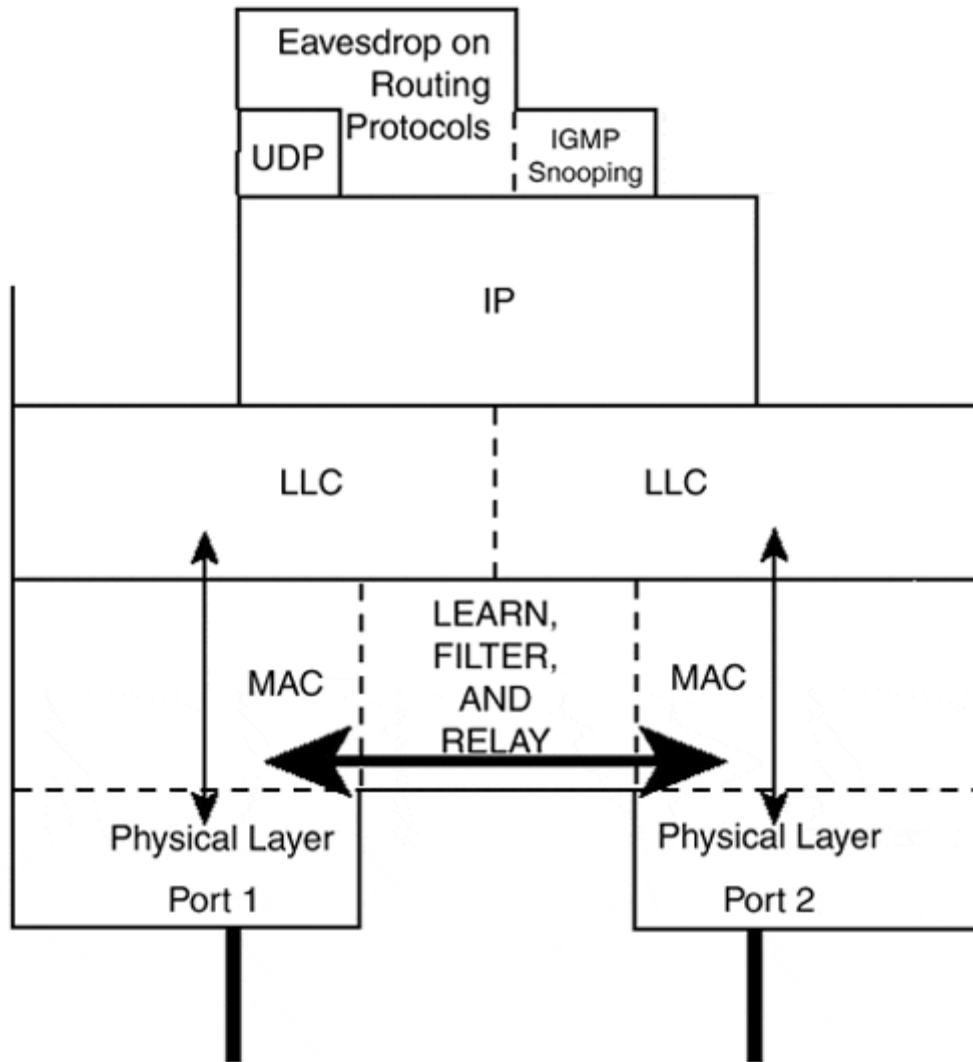 Eavesdrop on
Routing
Protocols
UDP
IGMP
Snooping
IP
LLC
LLC
LEARN,
FILTER,
AND
RELAY
MAC
MAC
Physical Layer
Port 1
Physical Layer
Port 2